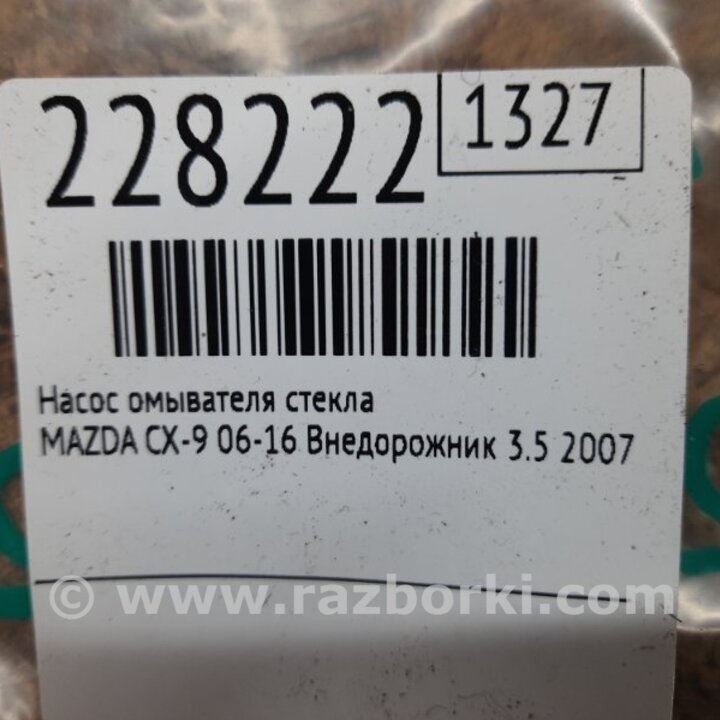 228222 1327
Насос омывателя стекла
MAZDA CX-9 06-16 Внедорожник 3.5 2007
© www.razborki.com